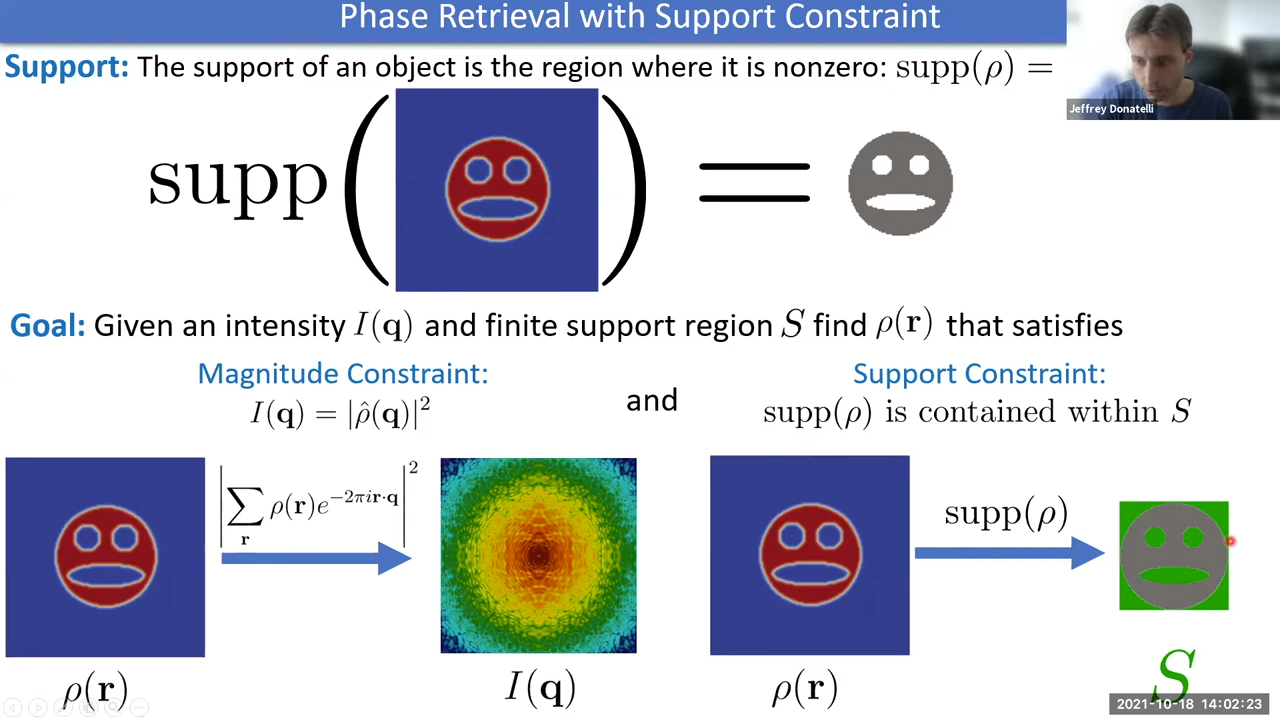 Phase Retrieval with Support Constraint
Support: The support of an object is the region where it is nonzero: supp(ρ) =
Jeffrey Donatelli
supp( ) =
Goal: Given an intensity I(q) and finite support region S find ρ(r) that satisfies
Magnitude Constraint:
I(q) = |ρ̂(q)|²
and
Support Constraint:
supp(ρ) is contained within S
|∑_r ρ(r)e^{−2πir·q}|²
supp(ρ)
ρ(r)
I(q)
ρ(r)
S
2021-10-18 14:02:23